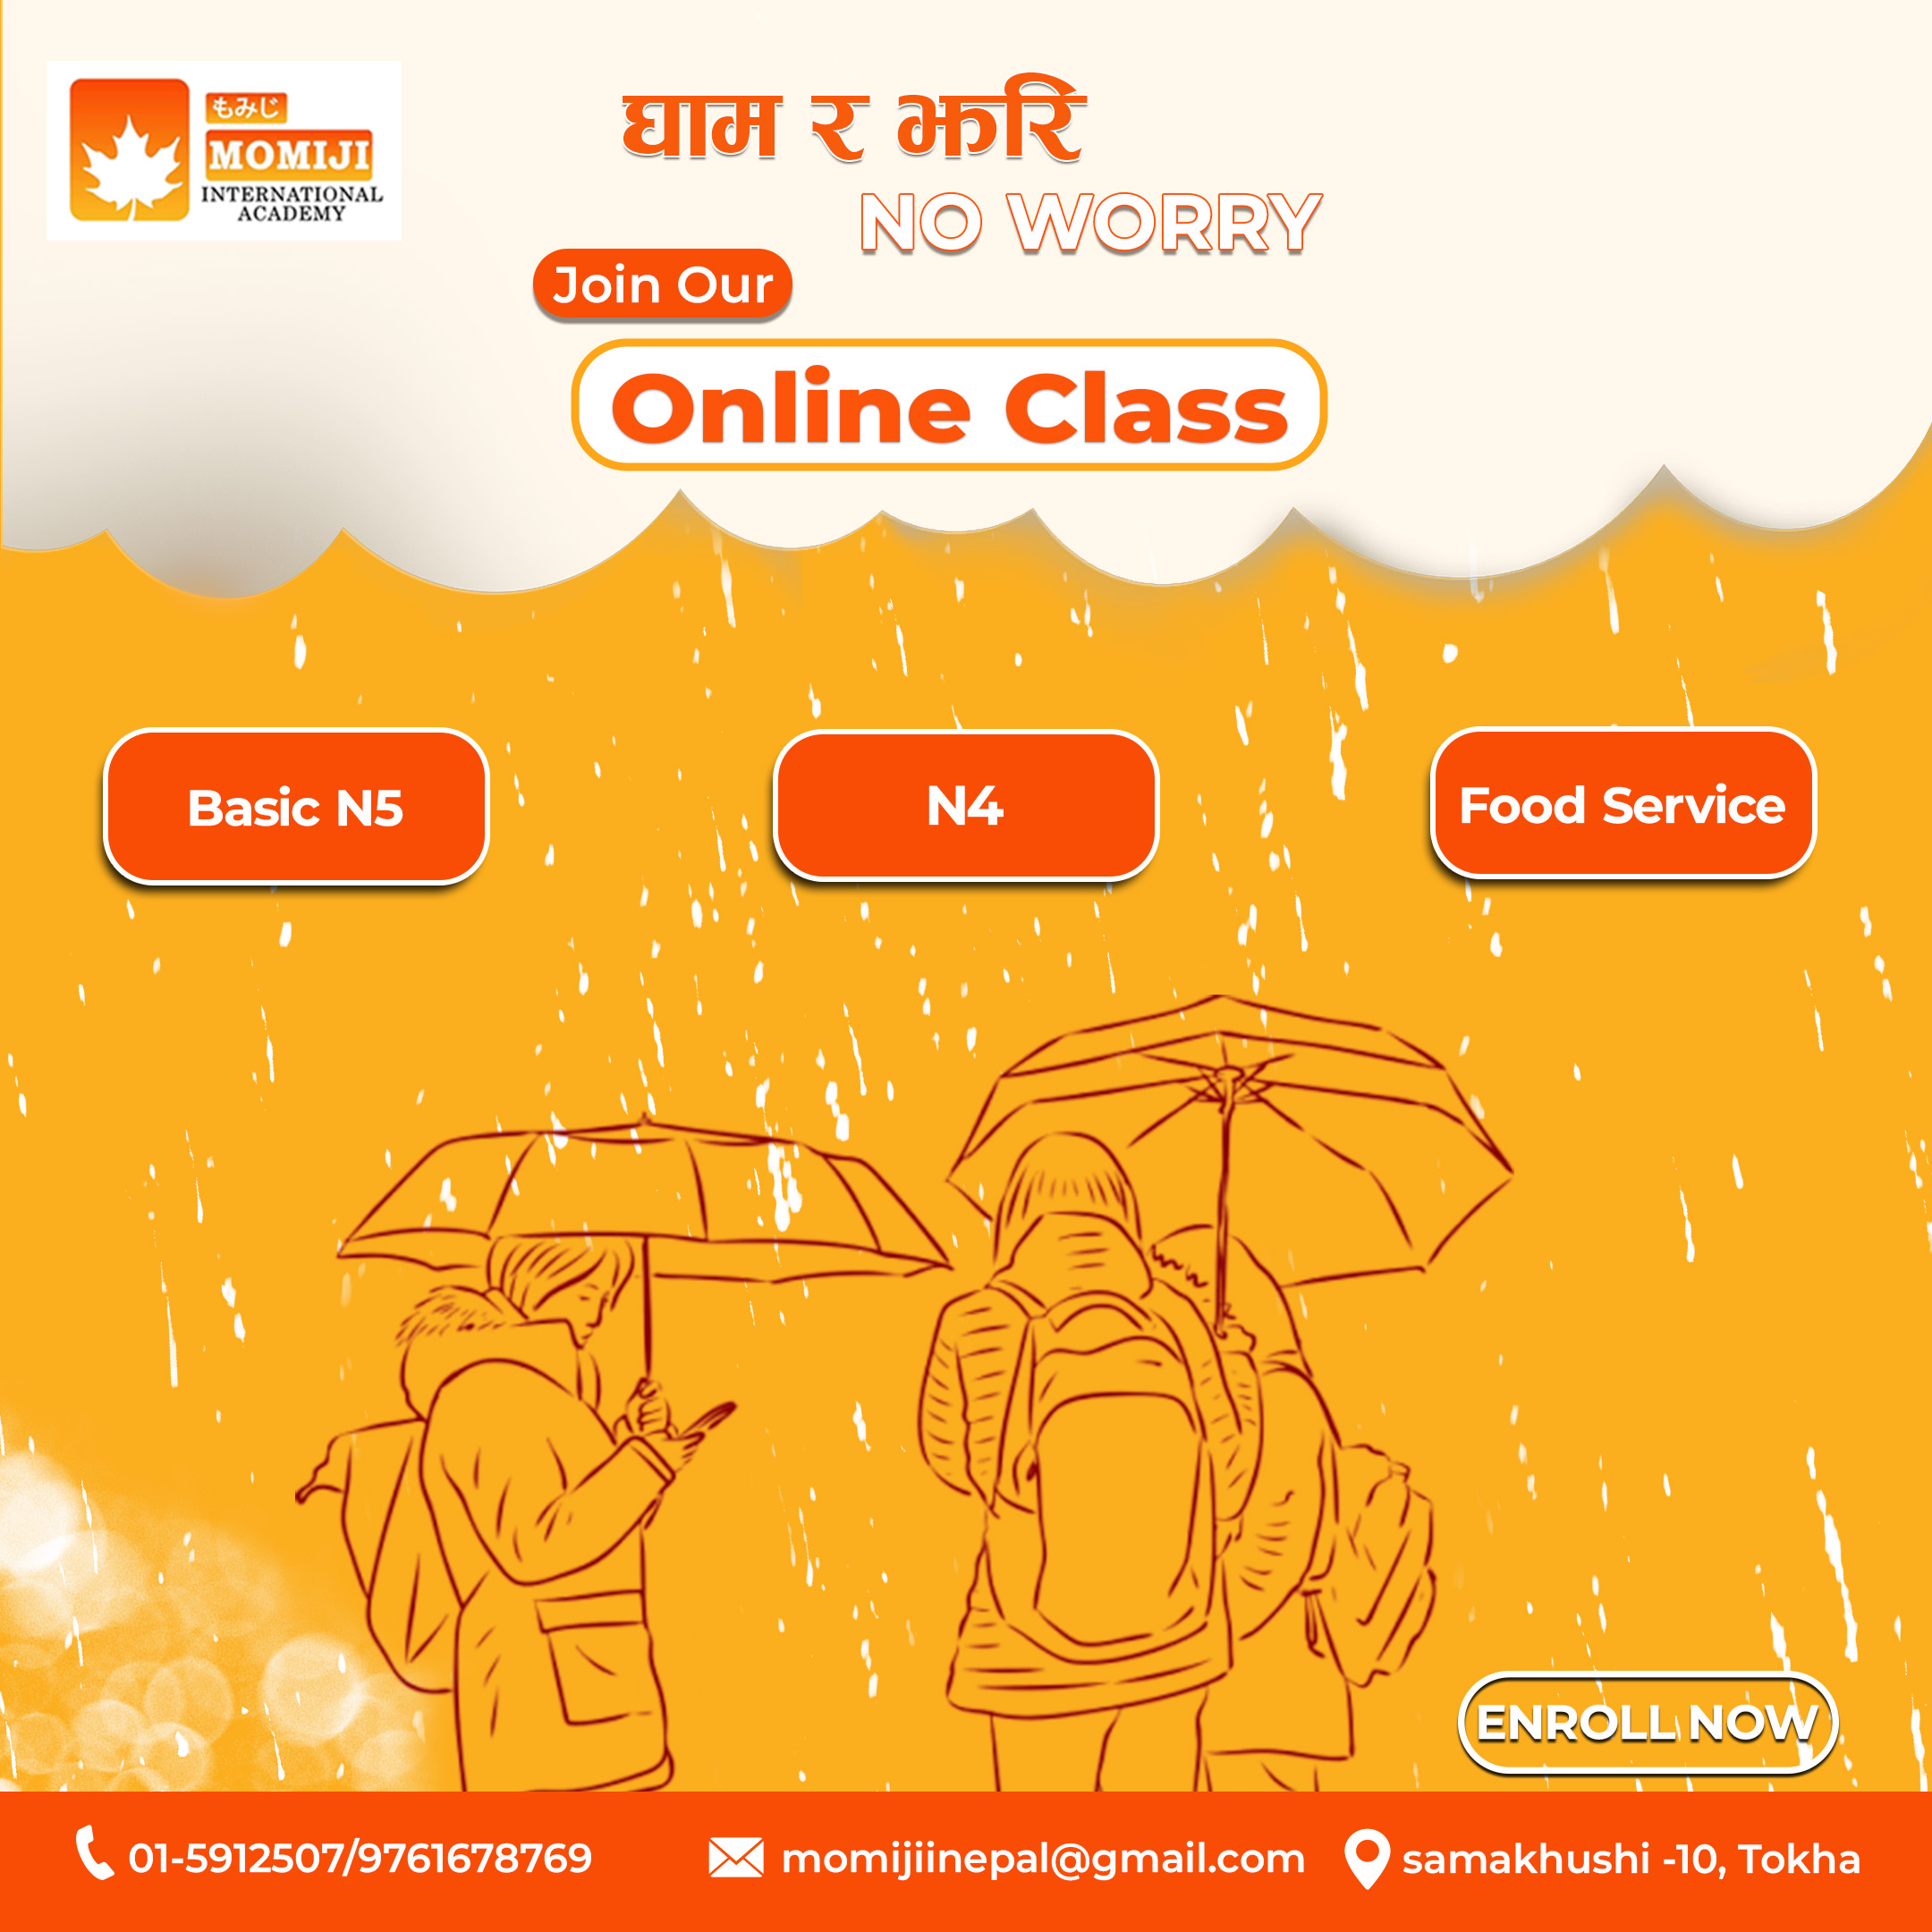 もみじ
MOMIJI
INTERNATIONAL
ACADEMY
घाम र झरि
NO WORRY
Join Our
Online Class
Basic N5
N4
Food Service
ENROLL NOW
01-5912507/9761678769
momijiinepal@gmail.com
samakhushi -10, Tokha